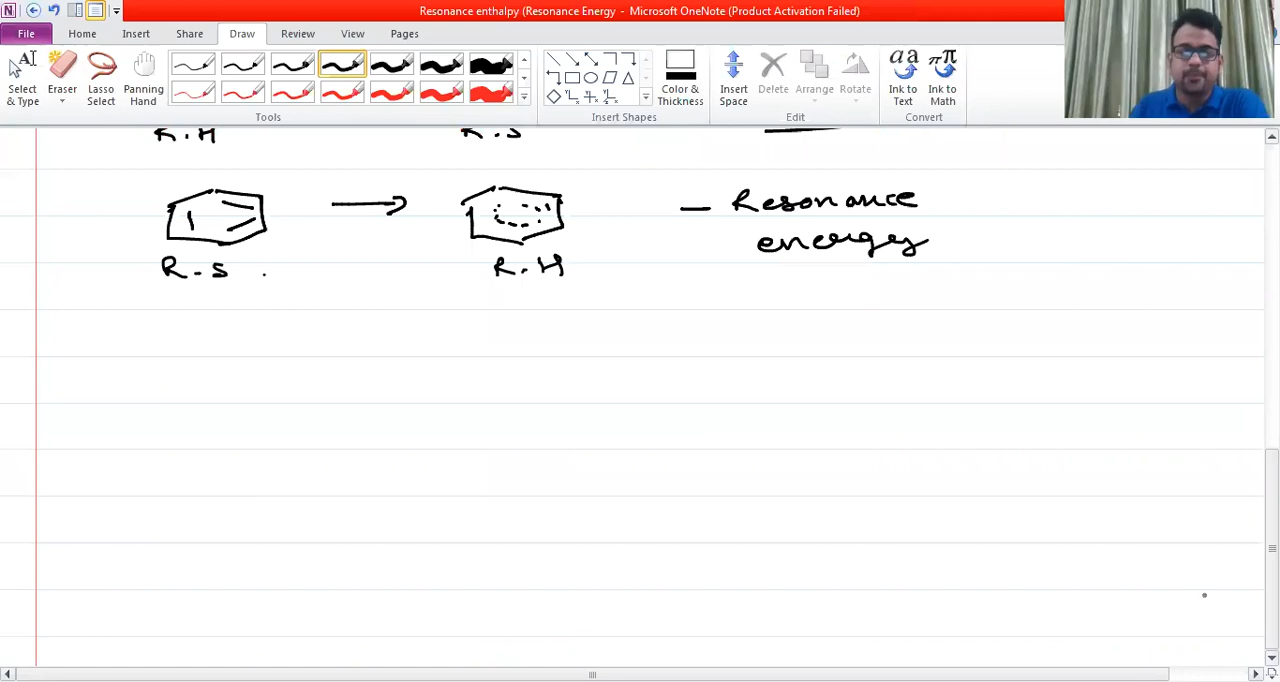 Resonance enthalpy (Resonance Energy - Microsoft OneNote (Product Activation Failed)
File Home Insert Share Draw Review View Pages
Select & Type Eraser Lasso Select Panning Hand Color & Thickness Insert Space Delete Arrange Rotate Ink to Text Ink to Math
Tools Insert Shapes Edit Convert
R.H R.S
— Resonance
energy
R-S . R.H